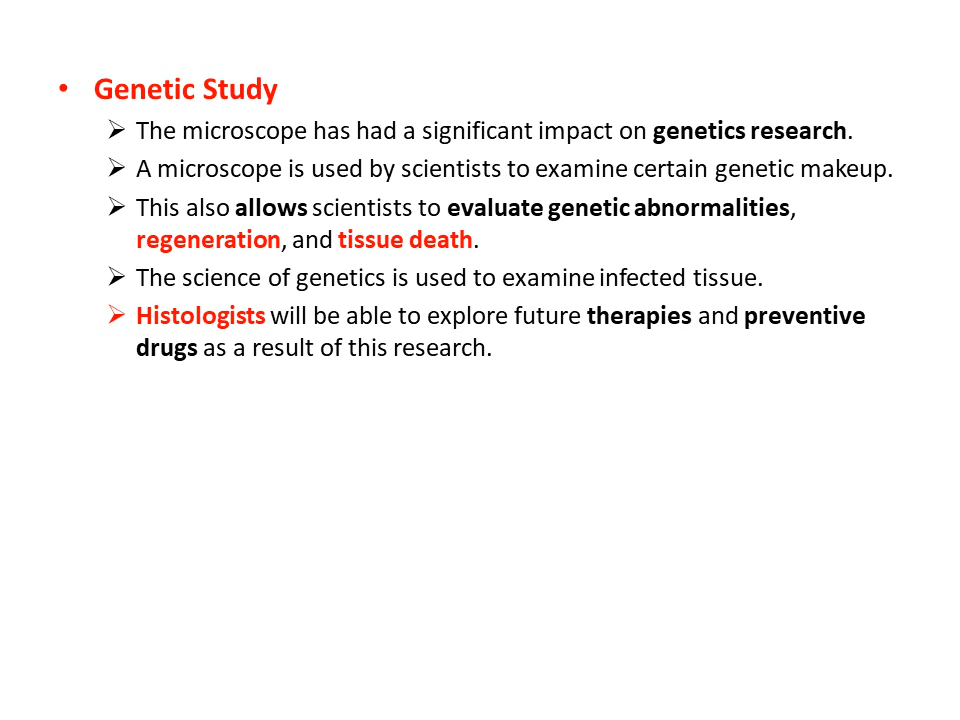 • Genetic Study
➢ The microscope has had a significant impact on genetics research.
➢ A microscope is used by scientists to examine certain genetic makeup.
➢ This also allows scientists to evaluate genetic abnormalities,
regeneration, and tissue death.
➢ The science of genetics is used to examine infected tissue.
➢ Histologists will be able to explore future therapies and preventive
drugs as a result of this research.